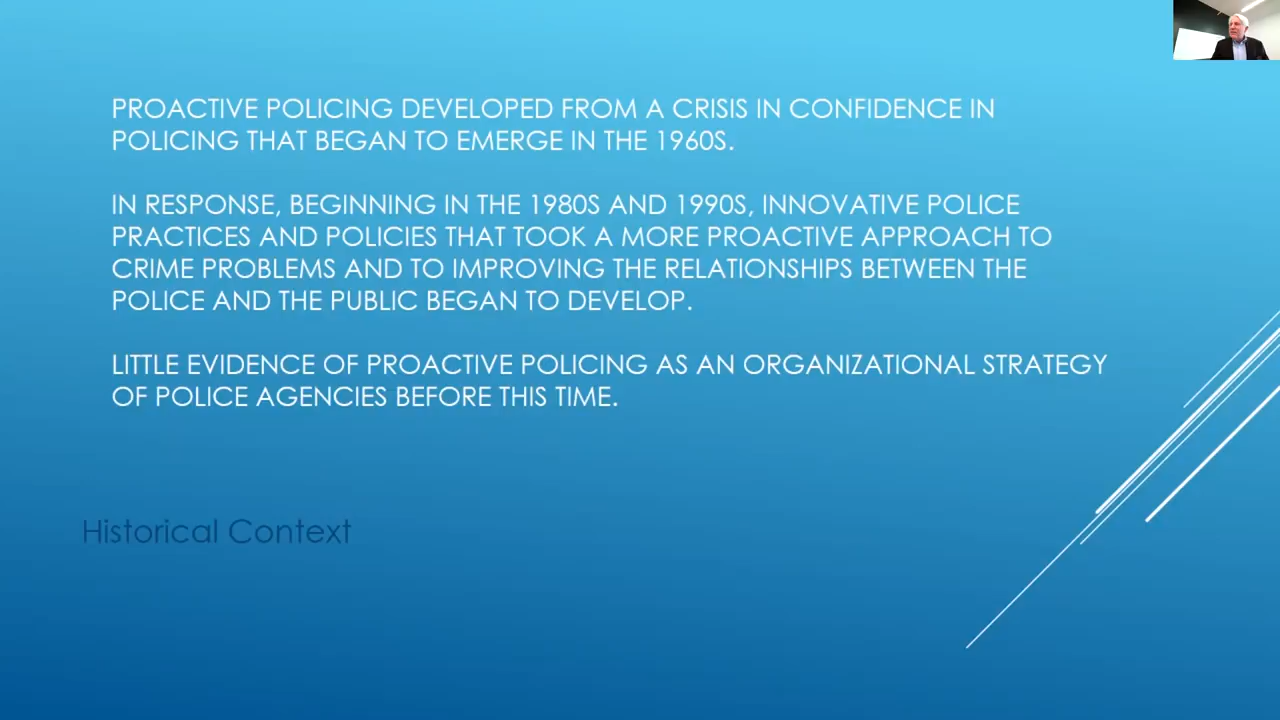 PROACTIVE POLICING DEVELOPED FROM A CRISIS IN CONFIDENCE IN
POLICING THAT BEGAN TO EMERGE IN THE 1960S.
IN RESPONSE, BEGINNING IN THE 1980S AND 1990S, INNOVATIVE POLICE
PRACTICES AND POLICIES THAT TOOK A MORE PROACTIVE APPROACH TO
CRIME PROBLEMS AND TO IMPROVING THE RELATIONSHIPS BETWEEN THE
POLICE AND THE PUBLIC BEGAN TO DEVELOP.
LITTLE EVIDENCE OF PROACTIVE POLICING AS AN ORGANIZATIONAL STRATEGY
OF POLICE AGENCIES BEFORE THIS TIME.
Historical Context